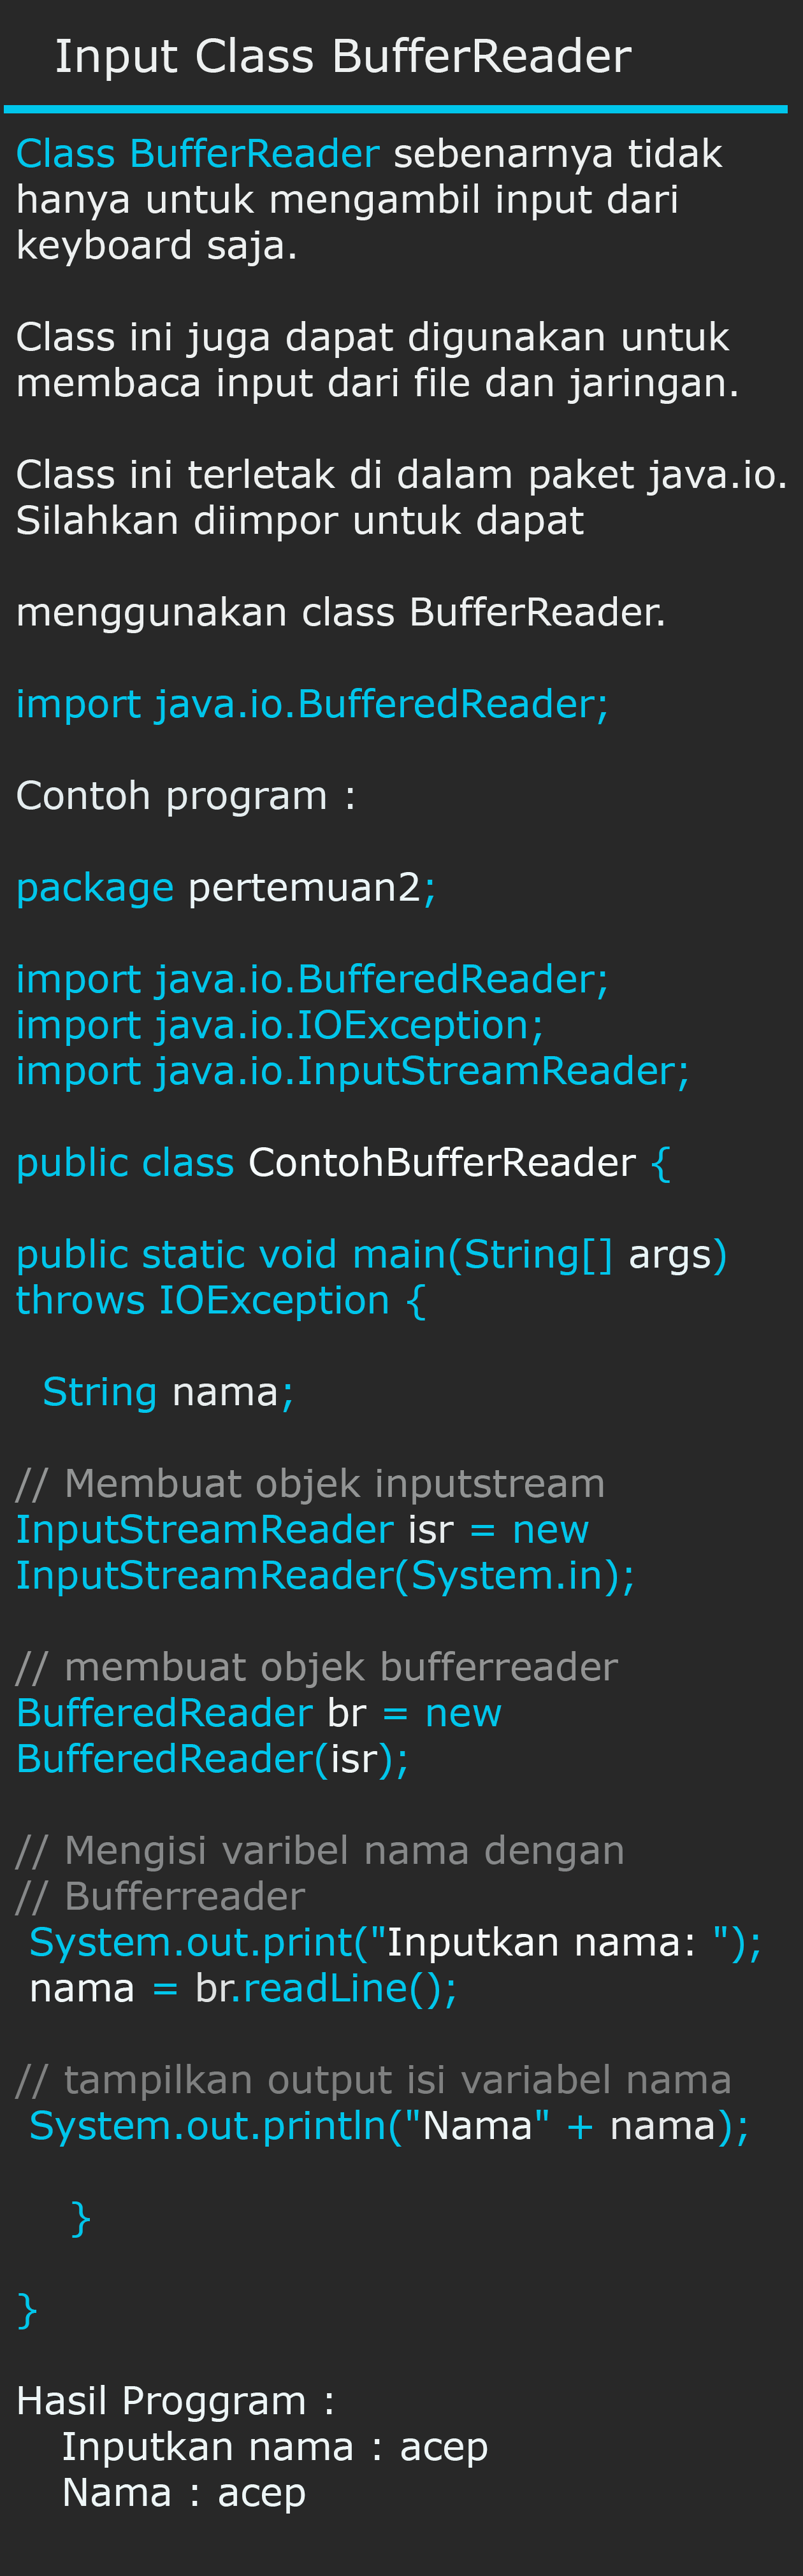 Input Class BufferReader
Class BufferReader sebenarnya tidak
hanya untuk mengambil input dari
keyboard saja.
Class ini juga dapat digunakan untuk
membaca input dari file dan jaringan.
Class ini terletak di dalam paket java.io.
Silahkan diimpor untuk dapat
menggunakan class BufferReader.
import java.io.BufferedReader;
Contoh program :
package pertemuan2;
import java.io.BufferedReader;
import java.io.IOException;
import java.io.InputStreamReader;
public class ContohBufferReader {
public static void main(String[] args)
throws IOException {
String nama;
// Membuat objek inputstream
InputStreamReader isr = new
InputStreamReader(System.in);
// membuat objek bufferreader
BufferedReader br = new
BufferedReader(isr);
// Mengisi varibel nama dengan
// Bufferreader
System.out.print("Inputkan nama: ");
nama = br.readLine();
// tampilkan output isi variabel nama
System.out.println("Nama" + nama);
}
}
Hasil Proggram :
Inputkan nama : acep
Nama : acep